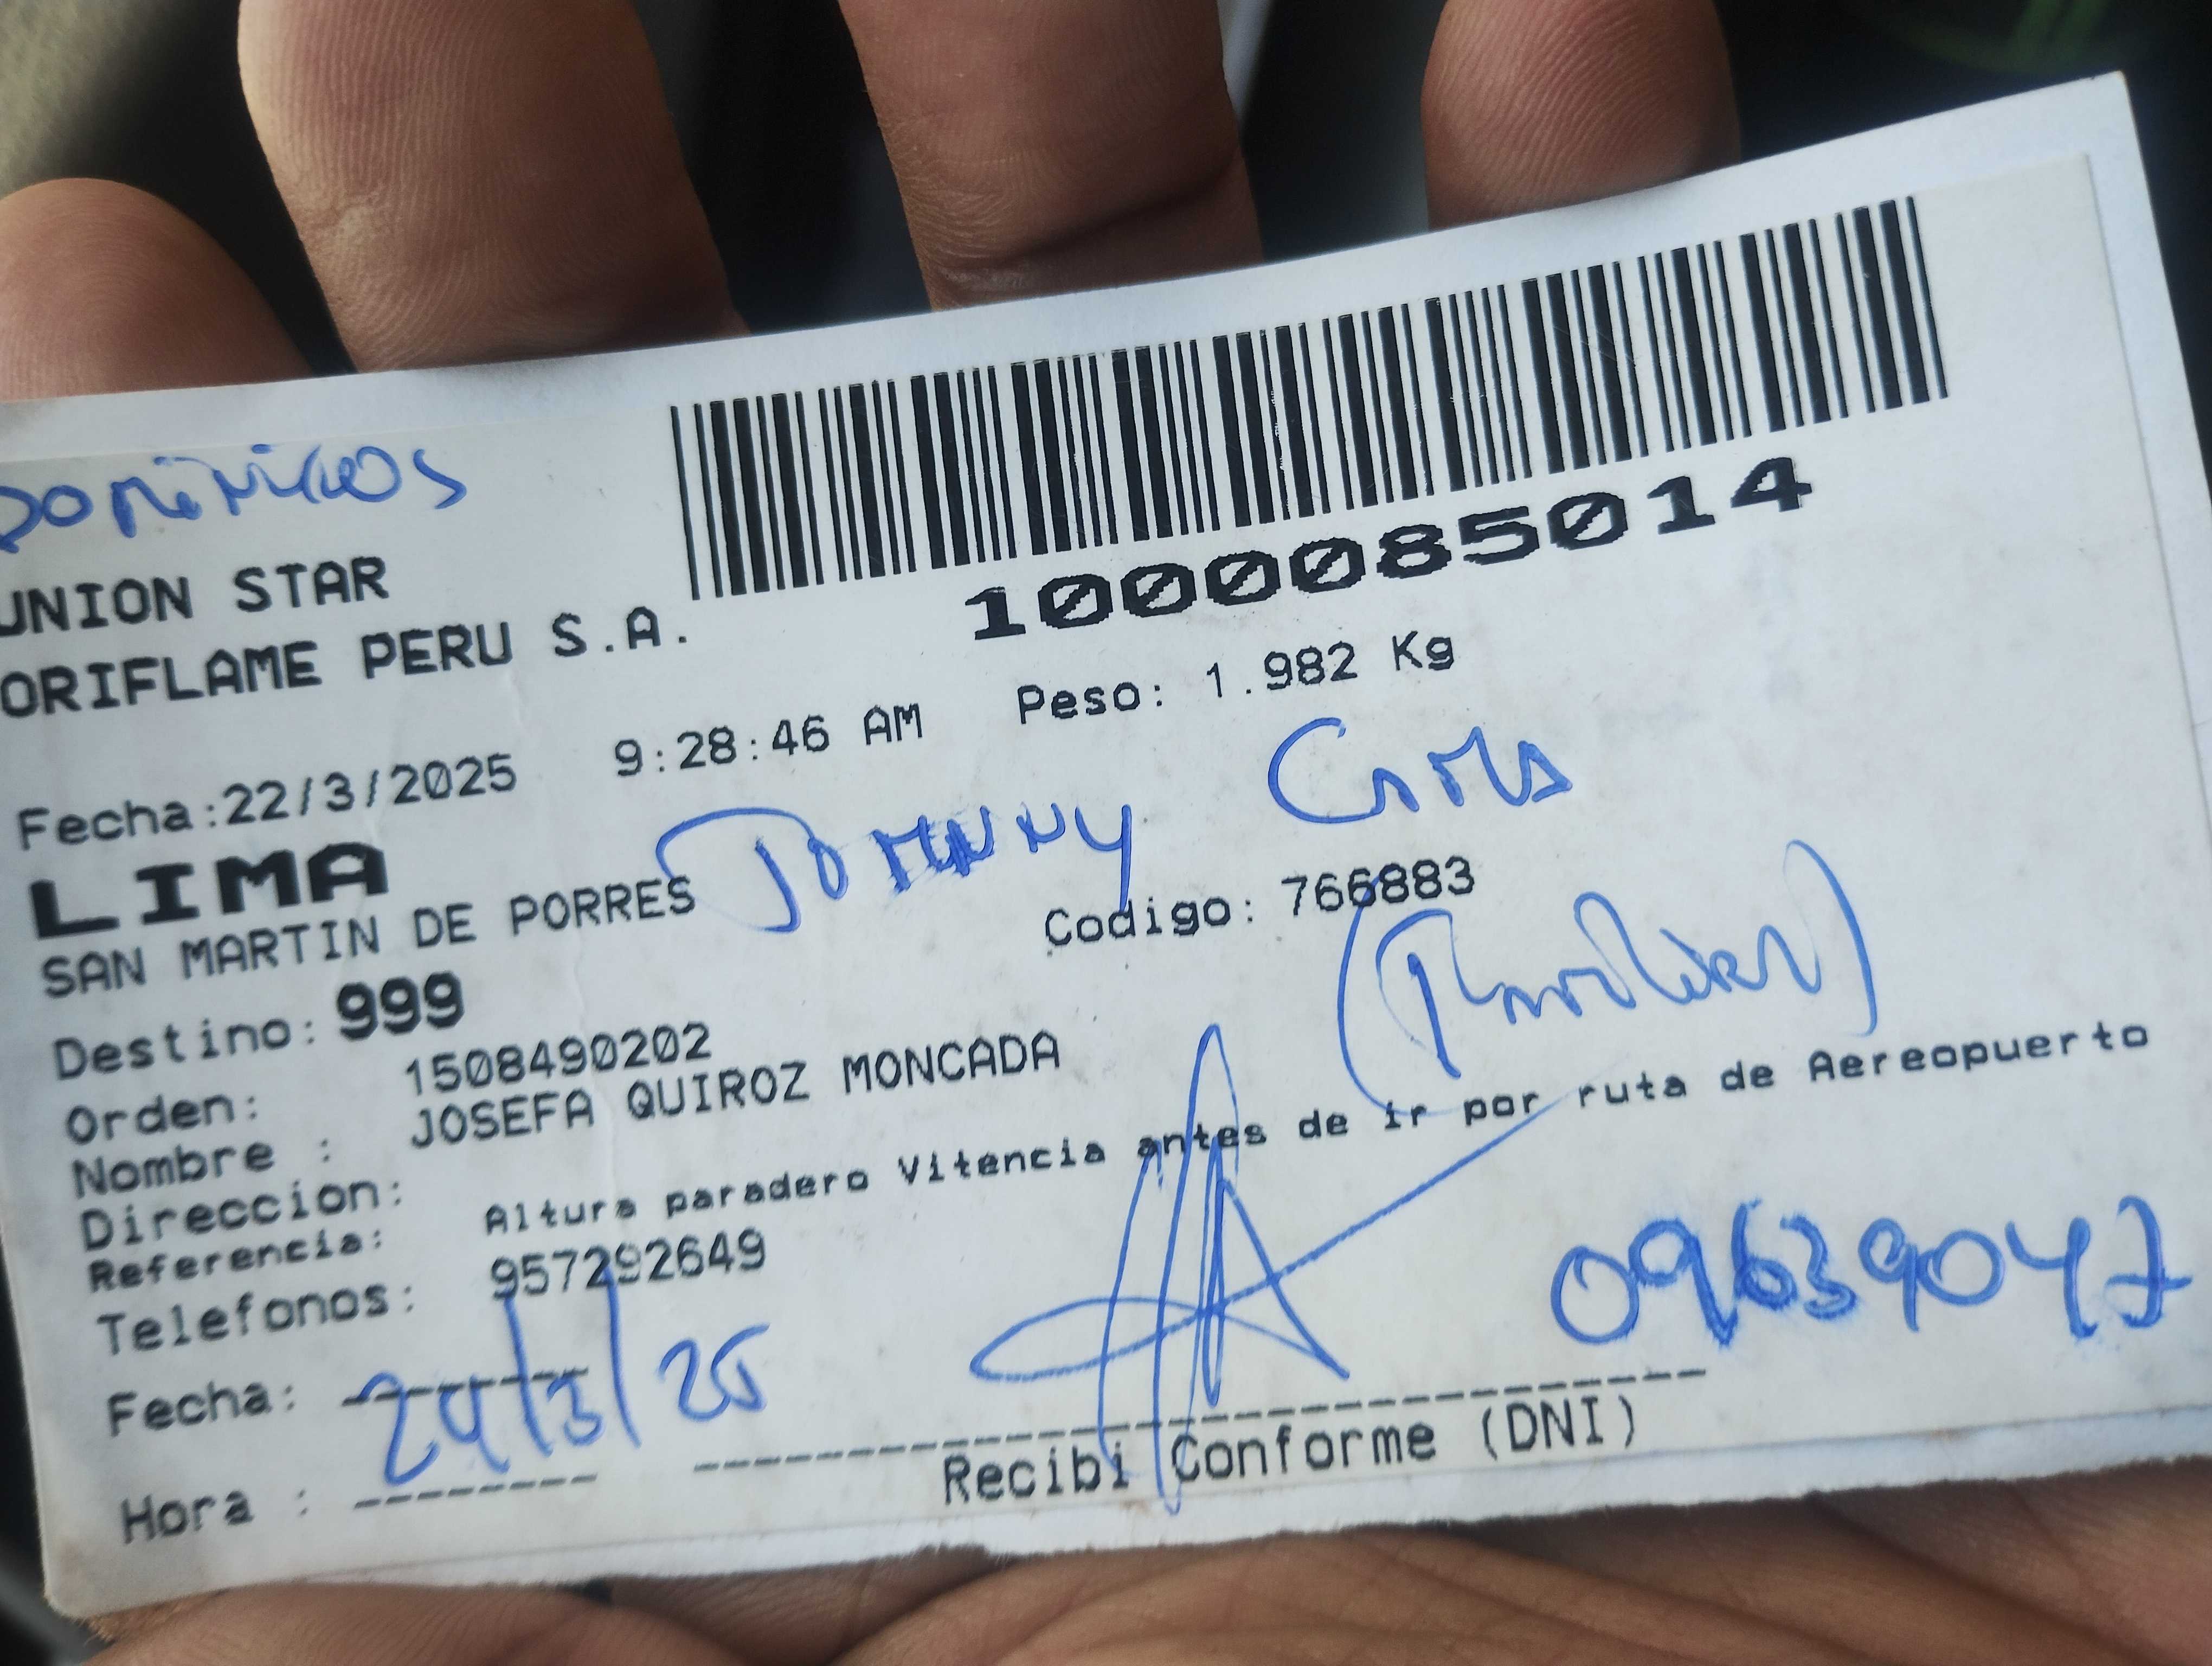 DOMINICOS
UNION STAR
ORIFLAME PERU S.A.
1000085014
Fecha:22/3/2025 9:28:46 AM Peso: 1.982 Kg
LIMA
JOHNNY
SAN MARTIN DE PORRES
Codigo: 766883
Destino: 999
(Familiar)
Orden: 1508490202
Nombre : JOSEFA QUIROZ MONCADA
Direccion:
Referencia: Altura paradero Vitencia antes de ir por ruta de Aereopuerto
Telefonos: 957292649
09639047
Fecha: 24/3/25
Hora :
Recibi Conforme (DNI)